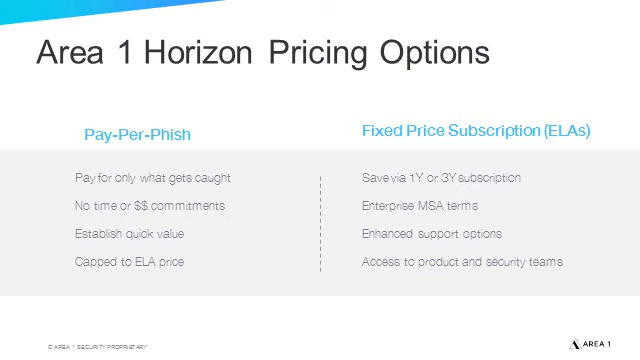 Area 1 Horizon Pricing Options
Pay-Per-Phish
Pay for only what gets caught
No time or $$ commitments
Establish quick value
Capped to ELA price
Fixed Price Subscription (ELAs)
Save via 1Y or 3Y subscription
Enterprise MSA terms
Enhanced support options
Access to product and security teams
© AREA 1 SECURITY PROPRIETARY
AREA 1